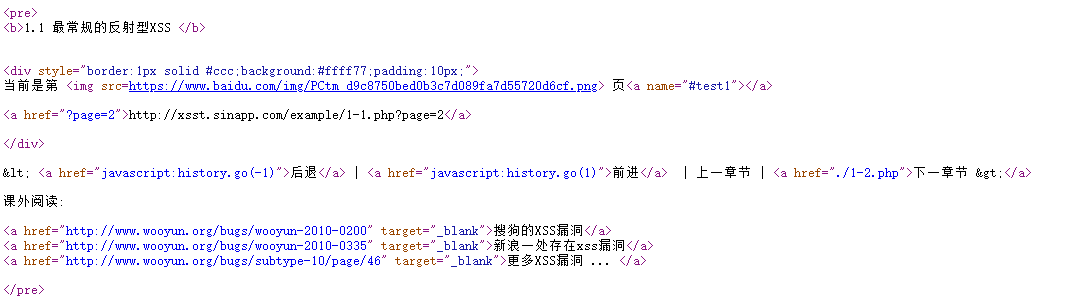 <pre>
<b>1.1 最常规的反射型XSS </b>
<div style="border:1px solid #ccc;background:#ffff77;padding:10px;">
当前是第 <img src=https://www.baidu.com/img/PCtm_d9c8750bed0b3c7d089fa7d55720d6cf.png> 页<a name="#test1"></a>
<a href="?page=2">http://xsst.sinapp.com/example/1-1.php?page=2</a>
</div>
&lt; <a href="javascript:history.go(-1)">后退</a> | <a href="javascript:history.go(1)">前进</a>  | 上一章节 | <a href="./1-2.php">下一章节 &gt;</a>
课外阅读:
<a href="http://www.wooyun.org/bugs/wooyun-2010-0200" target="_blank">搜狗的XSS漏洞</a>
<a href="http://www.wooyun.org/bugs/wooyun-2010-0335" target="_blank">新浪一处存在xss漏洞</a>
<a href="http://www.wooyun.org/bugs/subtype-10/page/46" target="_blank">更多XSS漏洞 ... </a>
</pre>